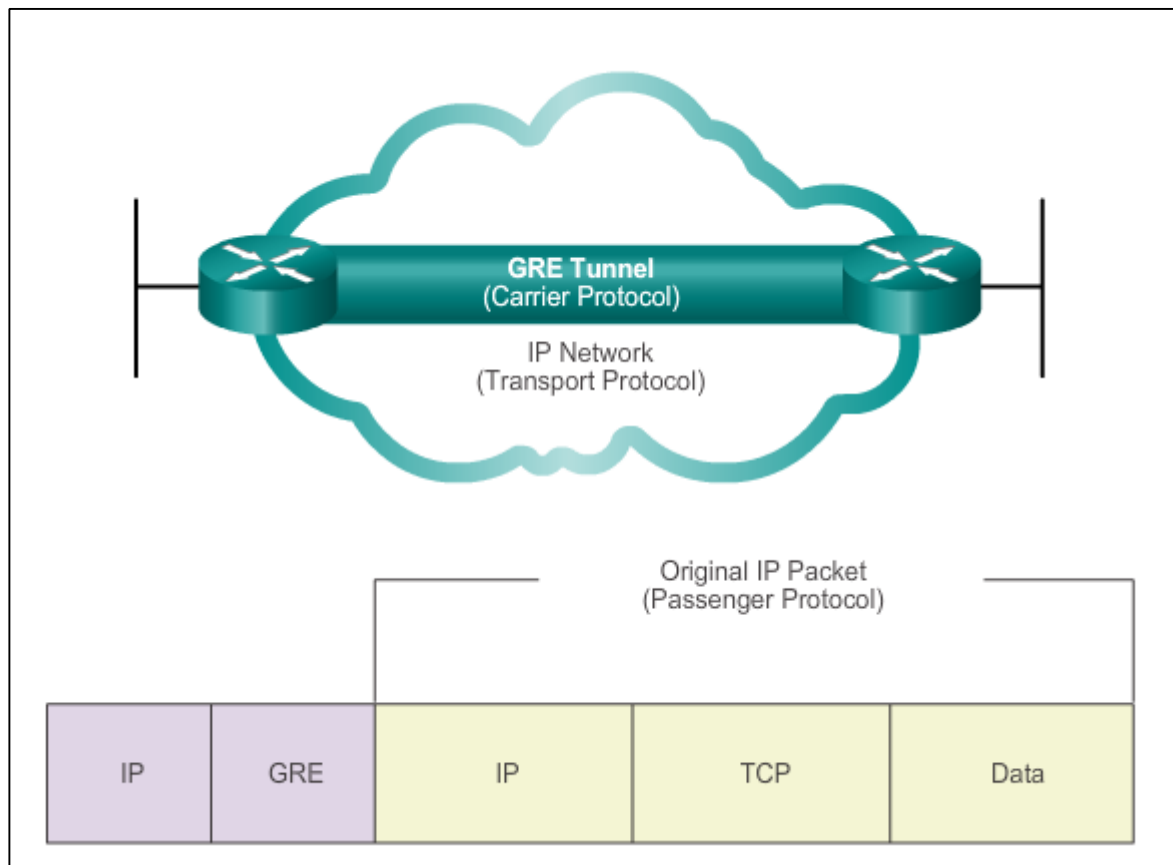 GRE Tunnel
(Carrier Protocol)
IP Network
(Transport Protocol)
Original IP Packet
(Passenger Protocol)
IP
GRE
IP
TCP
Data